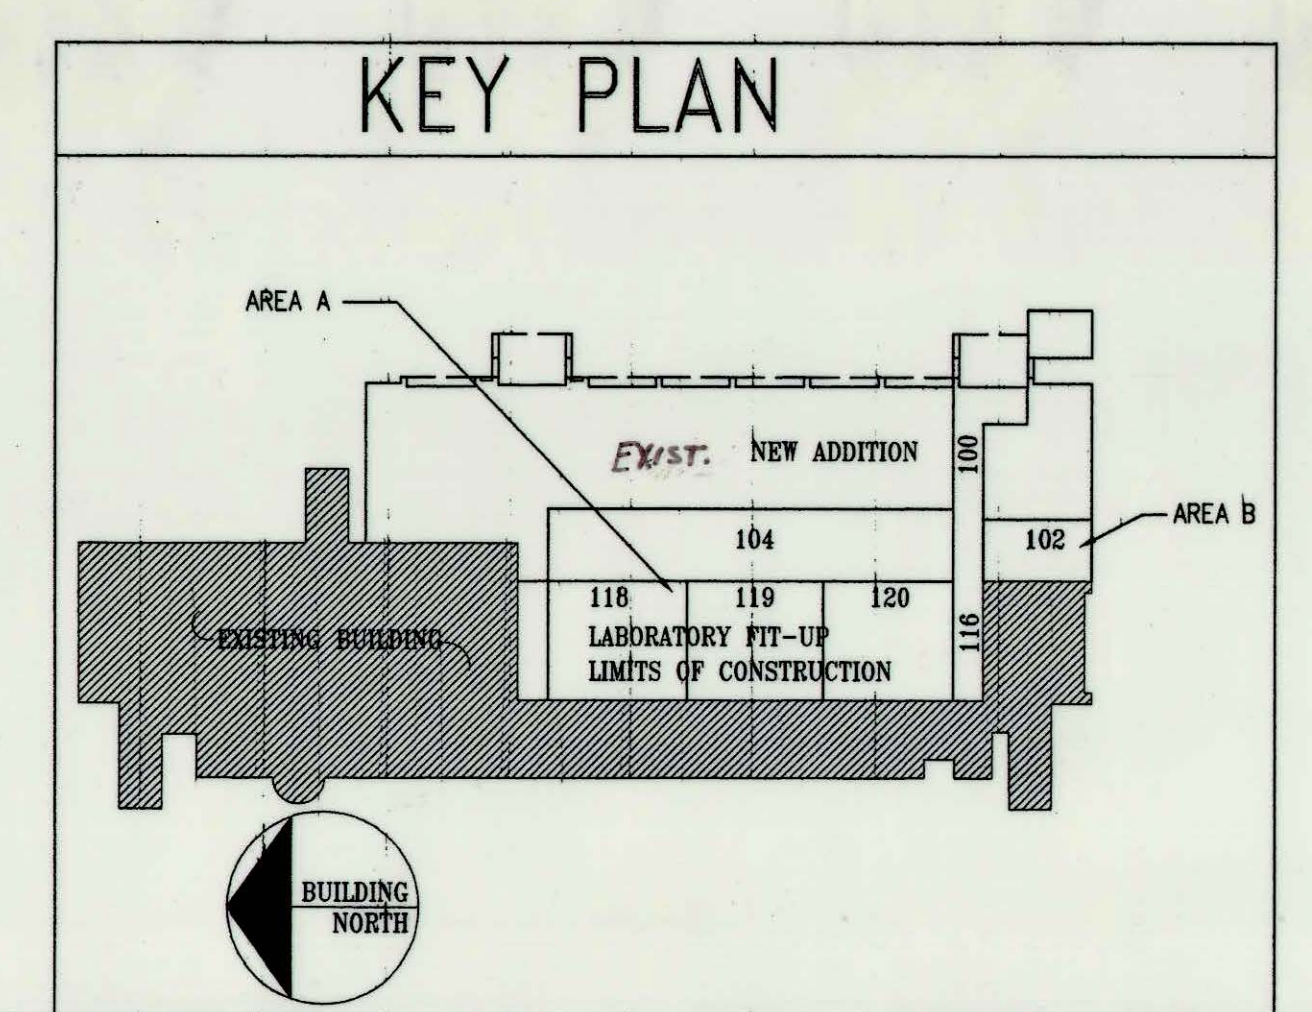 KEY PLAN
AREA A
EXIST. NEW ADDITION
100
AREA B
104
102
118 119 120
116
EXISTING BUILDING
LABORATORY FIT-UP
LIMITS OF CONSTRUCTION
BUILDING
NORTH